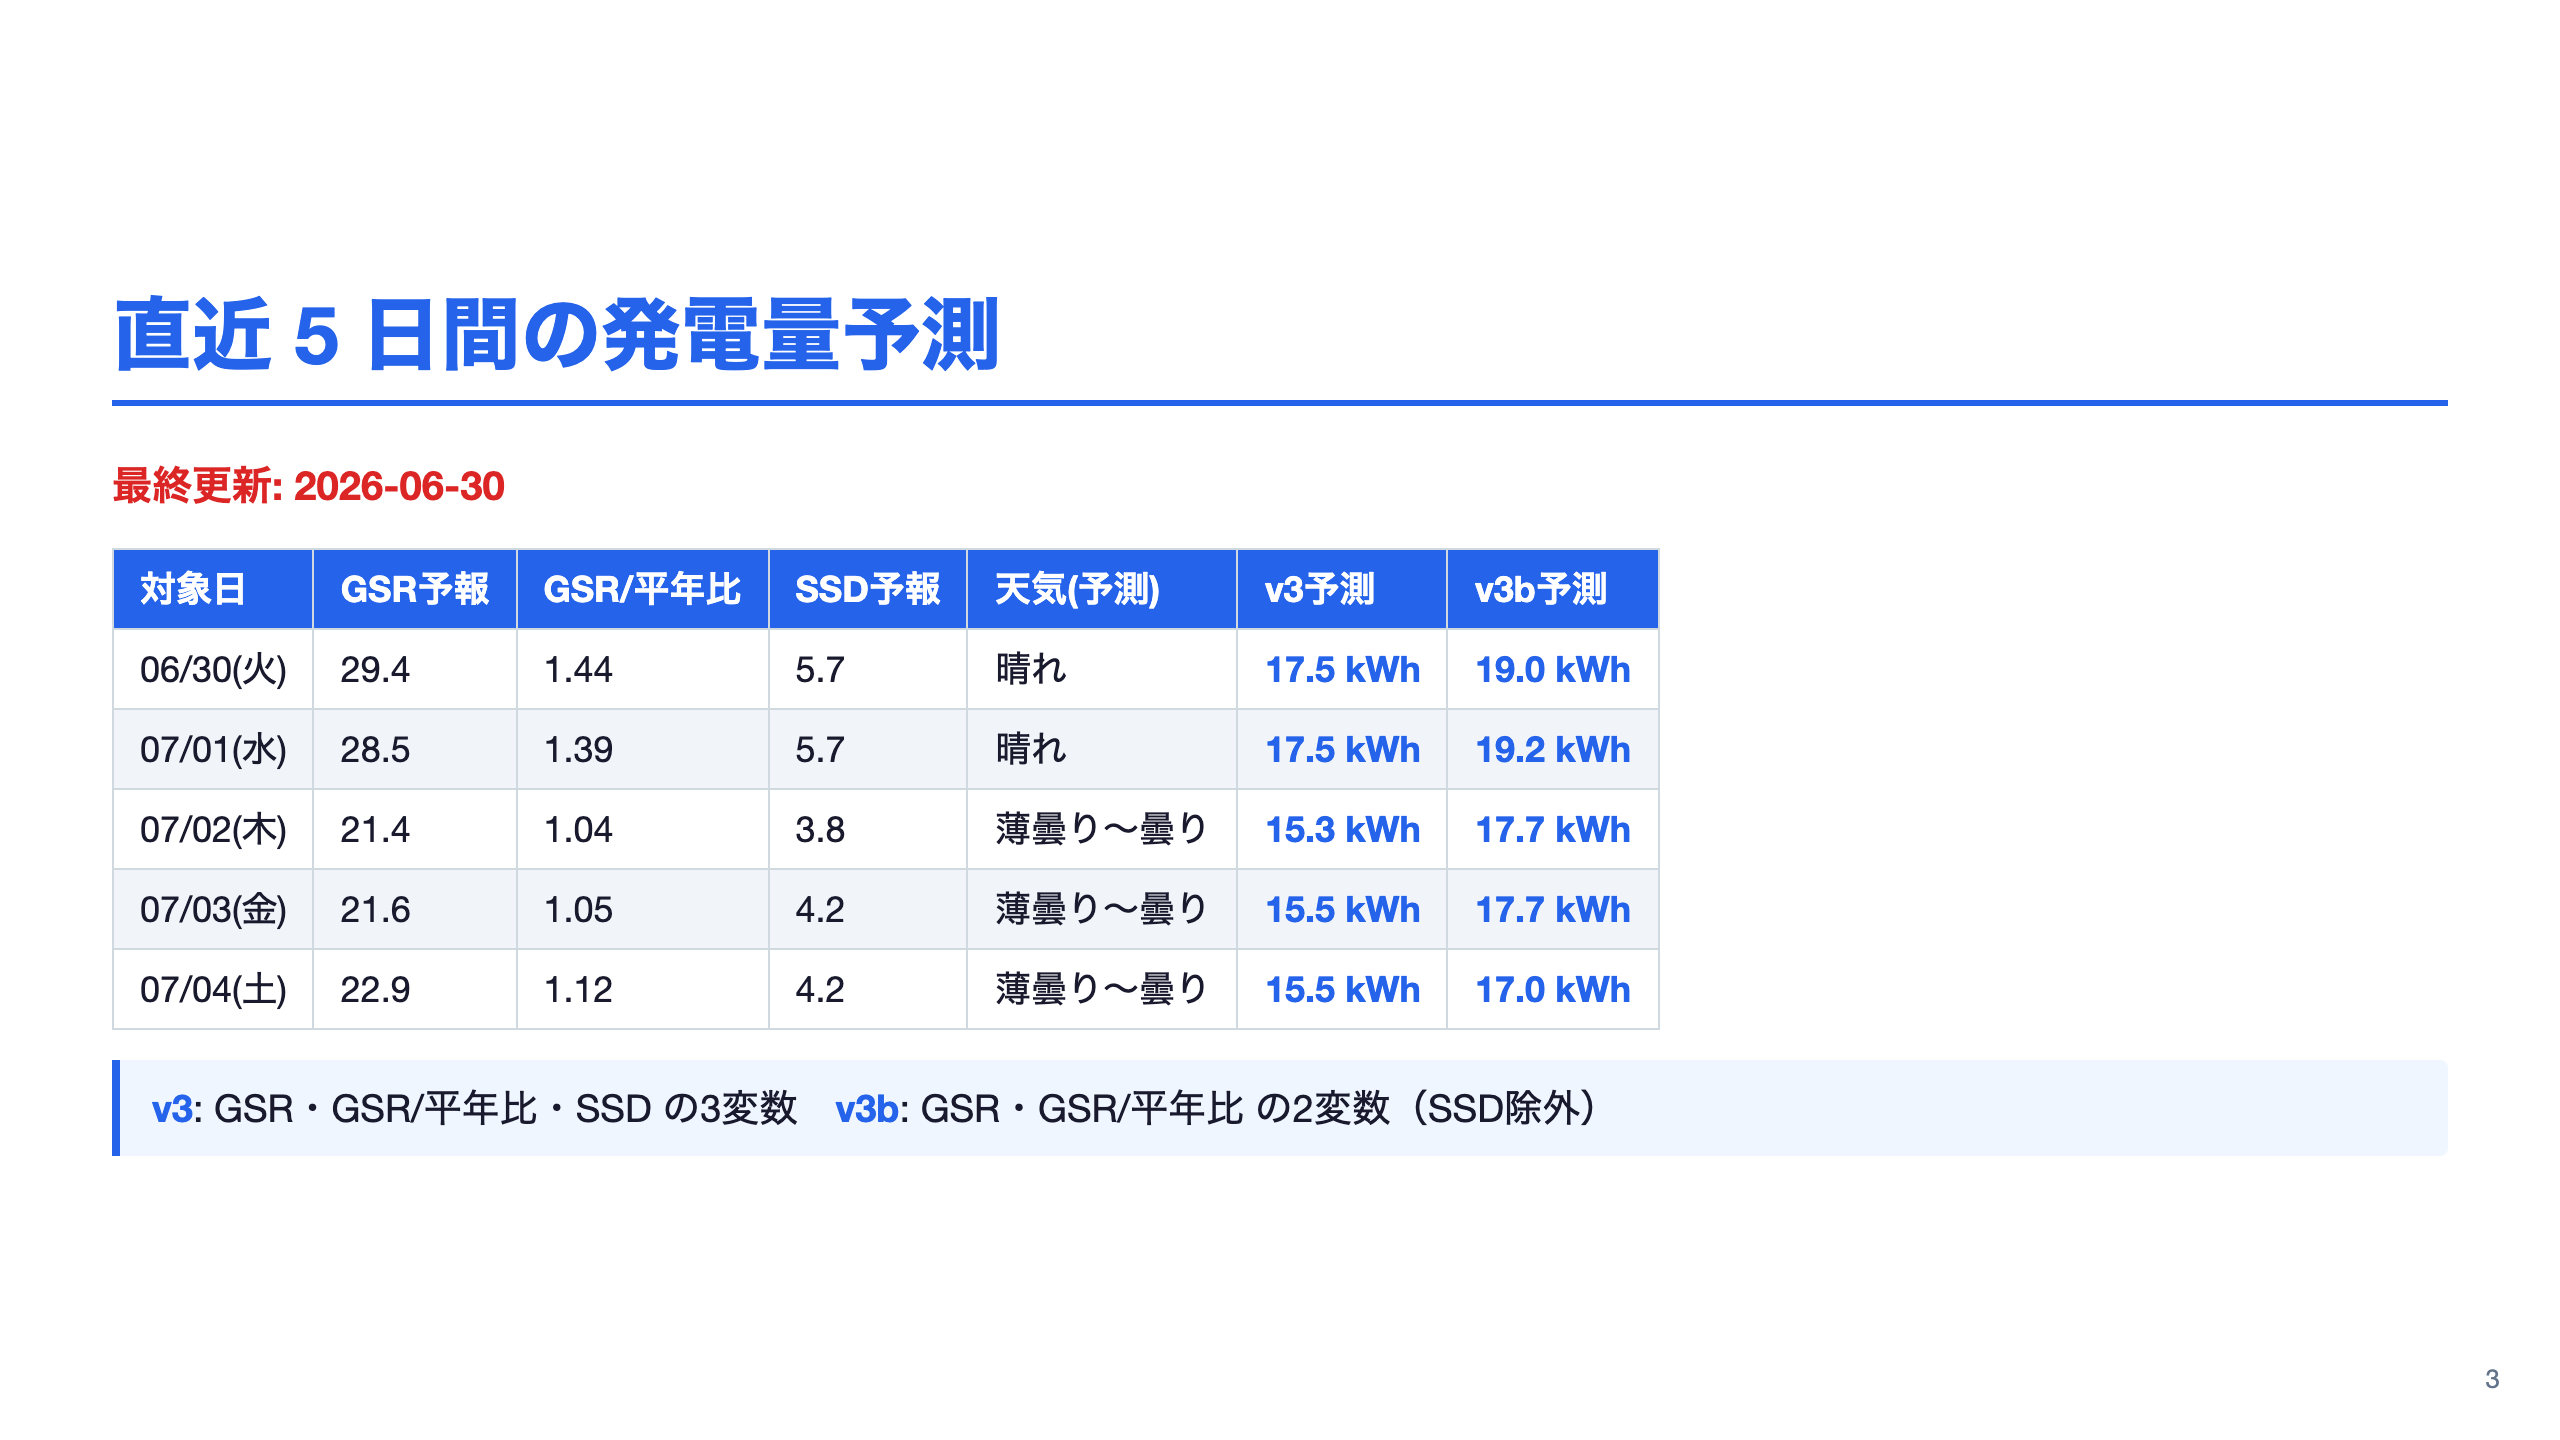 直近 5 日間の発電量予測
最終更新: 2026-06-30
対象日 GSR予報 GSR/平年比 SSD予報 天気(予測) v3予測 v3b予測
06/30(火) 29.4 1.44 5.7 晴れ 17.5 kWh 19.0 kWh
07/01(水) 28.5 1.39 5.7 晴れ 17.5 kWh 19.2 kWh
07/02(木) 21.4 1.04 3.8 薄曇り〜曇り 15.3 kWh 17.7 kWh
07/03(金) 21.6 1.05 4.2 薄曇り〜曇り 15.5 kWh 17.7 kWh
07/04(土) 22.9 1.12 4.2 薄曇り〜曇り 15.5 kWh 17.0 kWh
v3: GSR・GSR/平年比・SSD の3変数　v3b: GSR・GSR/平年比 の2変数（SSD除外）
3